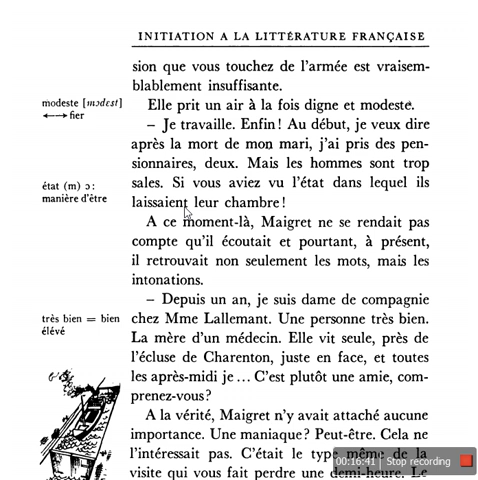 INITIATION A LA LITTÉRATURE FRANÇAISE
sion que vous touchez de l'armée est vraisem-
blablement insuffisante.
modeste [mɔdɛst]
←→ fier
Elle prit un air à la fois digne et modeste.
– Je travaille. Enfin! Au début, je veux dire
après la mort de mon mari, j'ai pris des pen-
sionnaires, deux. Mais les hommes sont trop
état (m) ɔ:
manière d'être
sales. Si vous aviez vu l'état dans lequel ils
laissaient leur chambre!
A ce moment-là, Maigret ne se rendait pas
compte qu'il écoutait et pourtant, à présent,
il retrouvait non seulement les mots, mais les
intonations.
– Depuis un an, je suis dame de compagnie
très bien = bien
élévé
chez Mme Lallemant. Une personne très bien.
La mère d'un médecin. Elle vit seule, près de
l'écluse de Charenton, juste en face, et toutes
les après-midi je ... C'est plutôt une amie, com-
prenez-vous?
A la vérité, Maigret n'y avait attaché aucune
importance. Une maniaque? Peut-être. Cela ne
l'intéressait pas. C'était le type même de la
visite qui vous fait perdre une demi-heure. Le
00:16:41 Stop recording